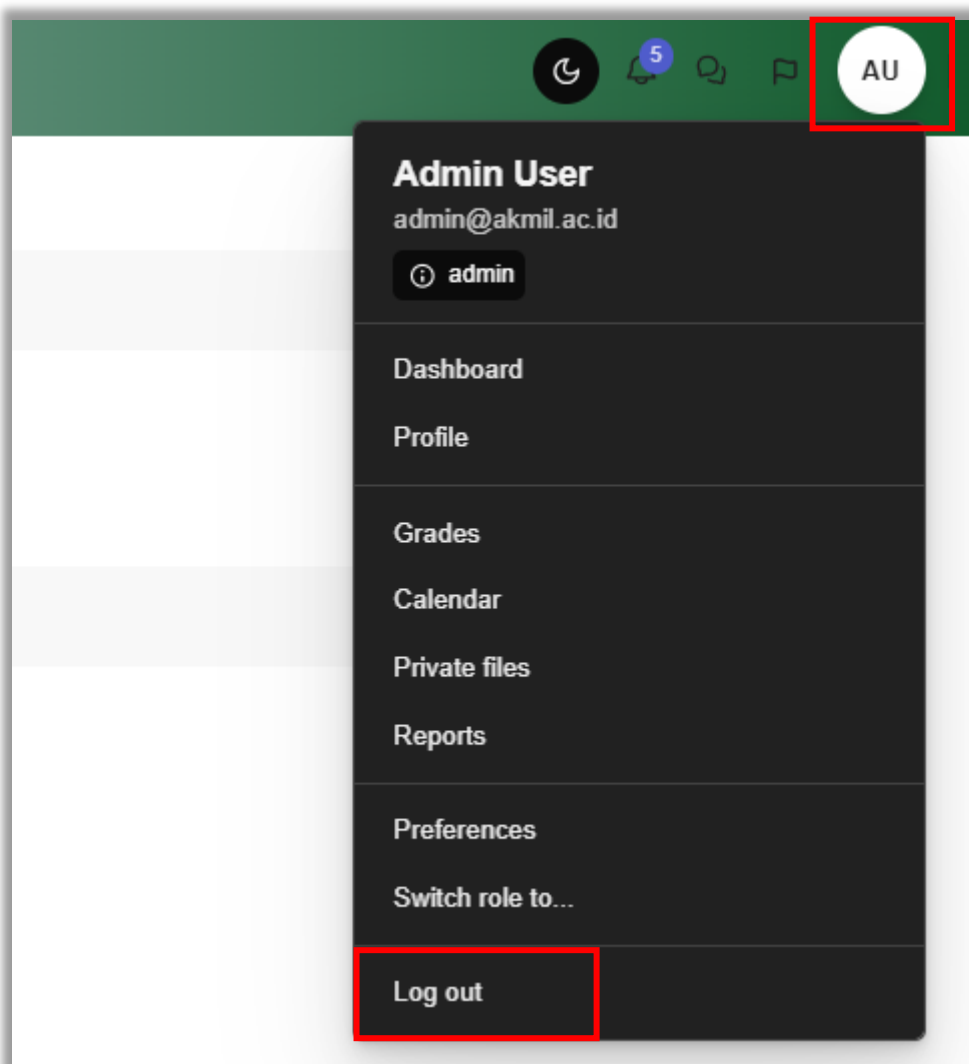 5
AU
Admin User
admin@akmil.ac.id
admin
Dashboard
Profile
Grades
Calendar
Private files
Reports
Preferences
Switch role to...
Log out